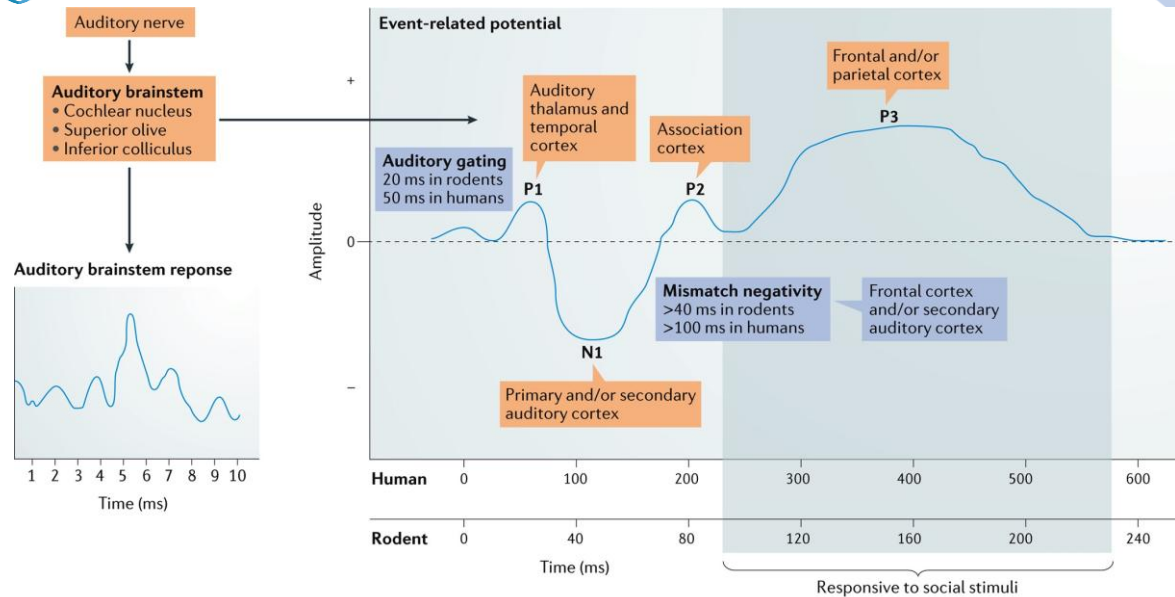 Auditory nerve
Auditory brainstem
• Cochlear nucleus
• Superior olive
• Inferior colliculus
Auditory brainstem reponse
1 2 3 4 5 6 7 8 9 10
Time (ms)
Event-related potential
+
0
−
Amplitude
Auditory gating
20 ms in rodents
50 ms in humans
Auditory
thalamus and
temporal
cortex
P1
N1
Primary and/or secondary
auditory cortex
Association
cortex
P2
Mismatch negativity
>40 ms in rodents
>100 ms in humans
Frontal cortex
and/or secondary
auditory cortex
Frontal and/or
parietal cortex
P3
Human 0 100 200 300 400 500 600
Rodent 0 40 80 120 160 200 240
Time (ms)
Responsive to social stimuli